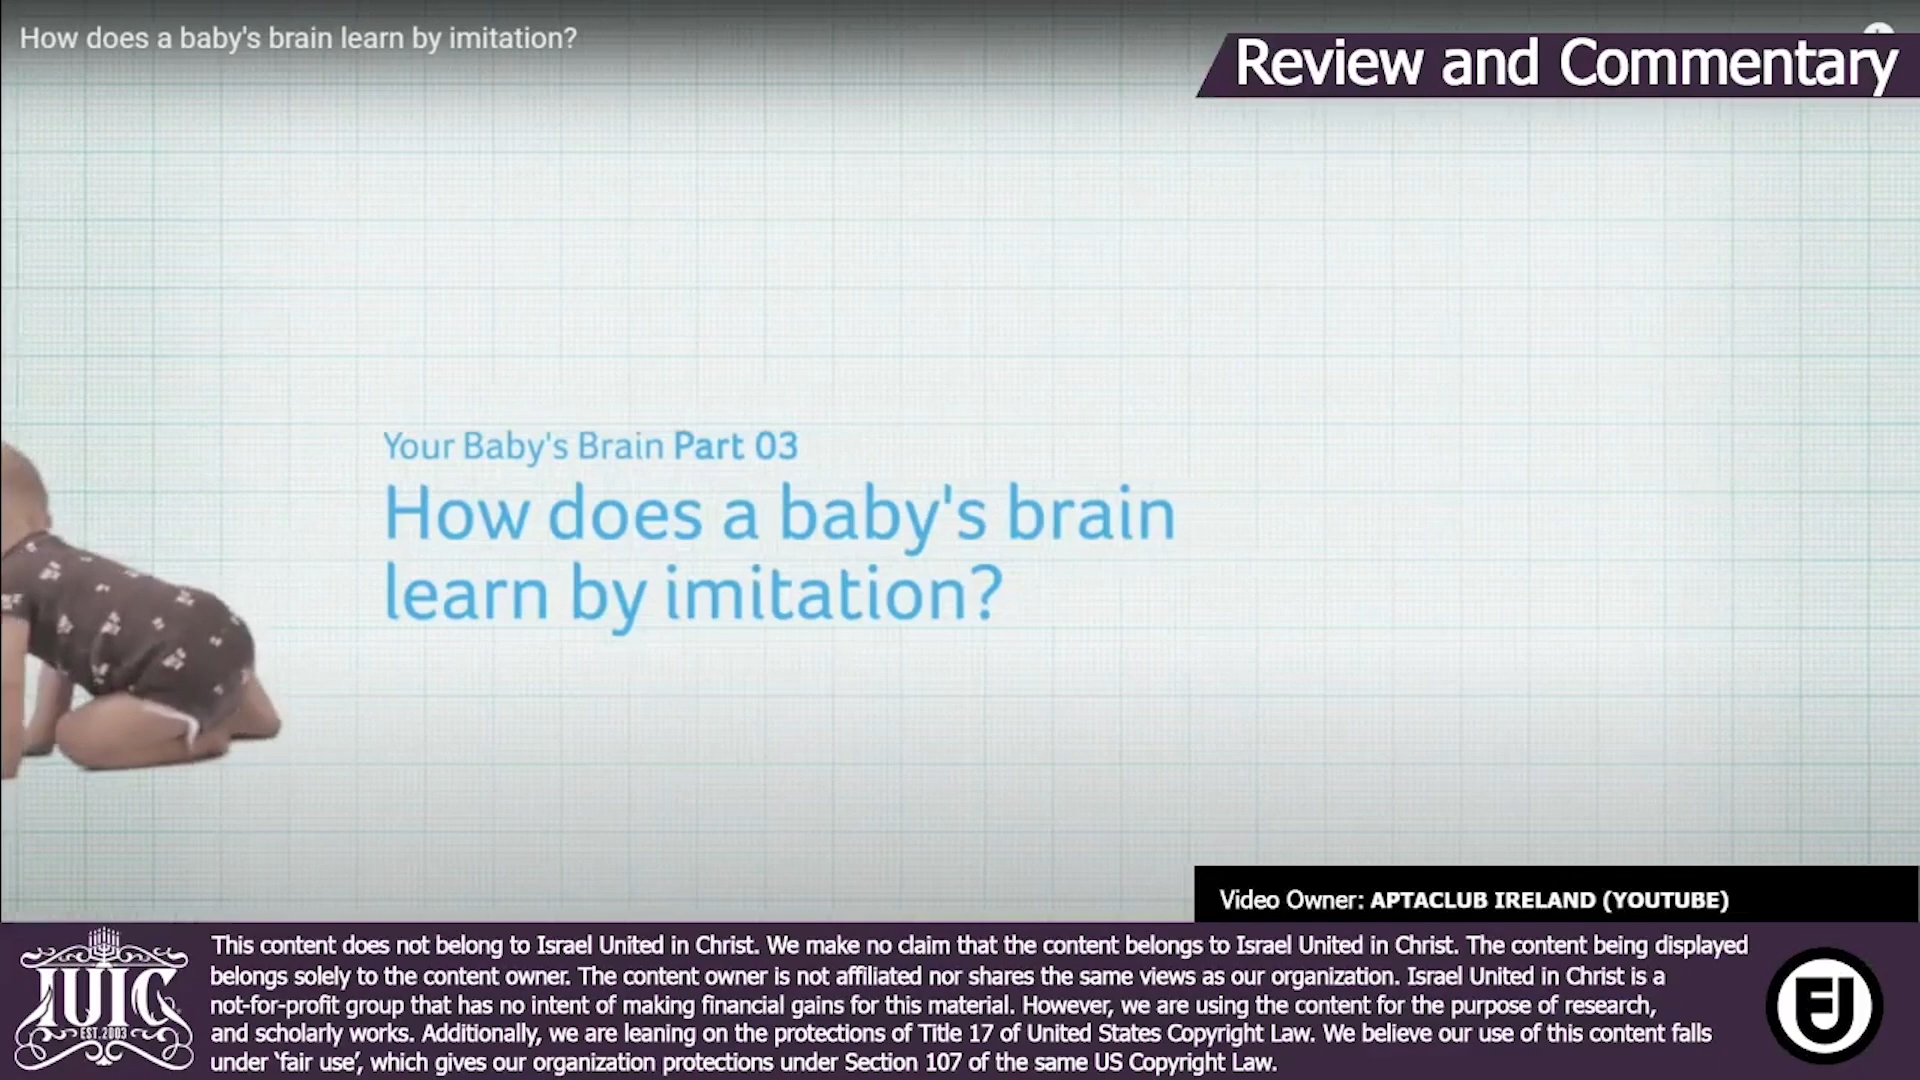 How does a baby's brain learn by imitation?
Review and Commentary
Your Baby's Brain Part 03
How does a baby's brain
learn by imitation?
Video Owner: APTACLUB IRELAND (YOUTUBE)
This content does not belong to Israel United in Christ. We make no claim that the content belongs to Israel United in Christ. The content being displayed
belongs solely to the content owner. The content owner is not affiliated nor shares the same views as our organization. Israel United in Christ is a
not-for-profit group that has no intent of making financial gains for this material. However, we are using the content for the purpose of research,
and scholarly works. Additionally, we are leaning on the protections of Title 17 of United States Copyright Law. We believe our use of this content falls
under ‘fair use’, which gives our organization protections under Section 107 of the same US Copyright Law.
IUIC
EST. 2003